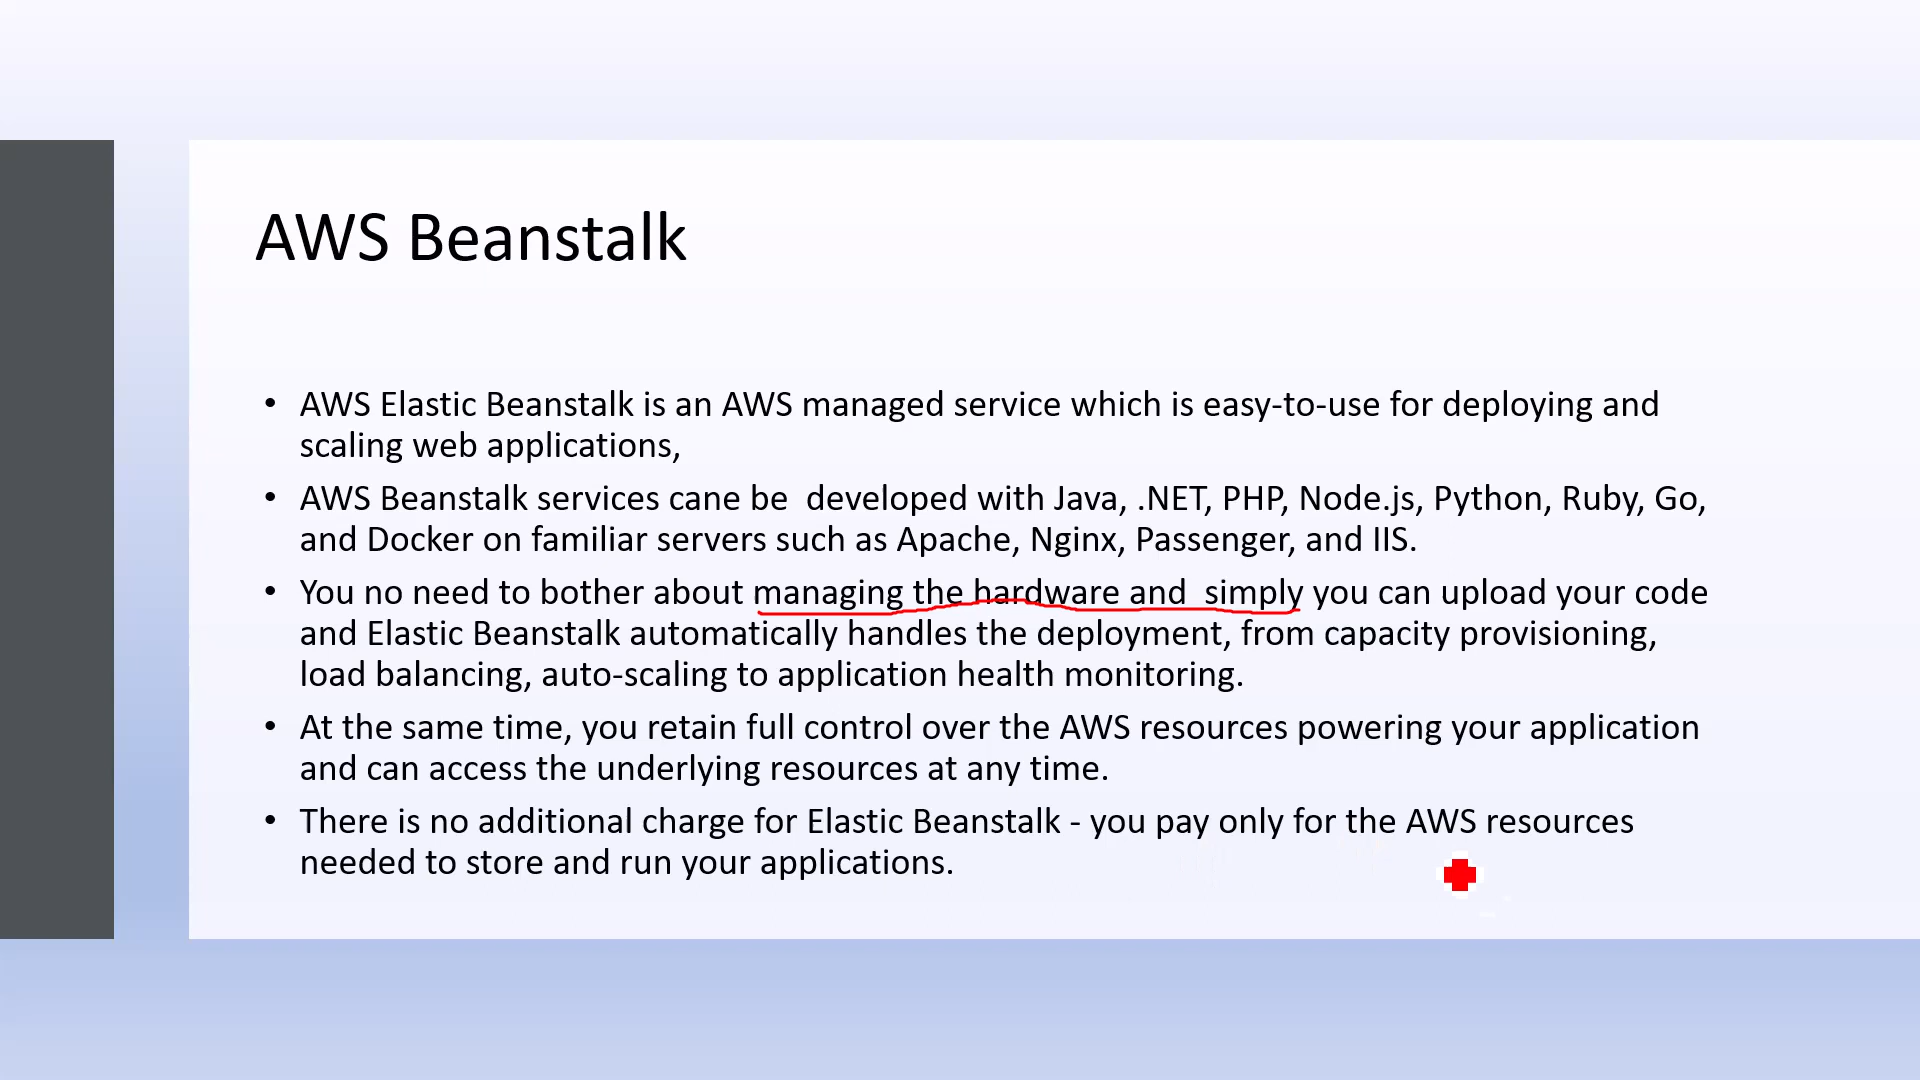 AWS Beanstalk
• AWS Elastic Beanstalk is an AWS managed service which is easy-to-use for deploying and
scaling web applications,
• AWS Beanstalk services cane be  developed with Java, .NET, PHP, Node.js, Python, Ruby, Go,
and Docker on familiar servers such as Apache, Nginx, Passenger, and IIS.
• You no need to bother about managing the hardware and  simply you can upload your code
and Elastic Beanstalk automatically handles the deployment, from capacity provisioning,
load balancing, auto-scaling to application health monitoring.
• At the same time, you retain full control over the AWS resources powering your application
and can access the underlying resources at any time.
• There is no additional charge for Elastic Beanstalk - you pay only for the AWS resources
needed to store and run your applications.